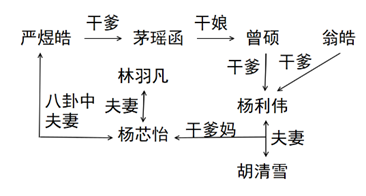 干爹 干娘
严煜皓 茅瑶函 曾硕 翁皓
林羽凡 干爹 干爹
八卦中 夫妻 杨利伟
夫妻 干爹妈 夫妻
杨芯怡
胡清雪